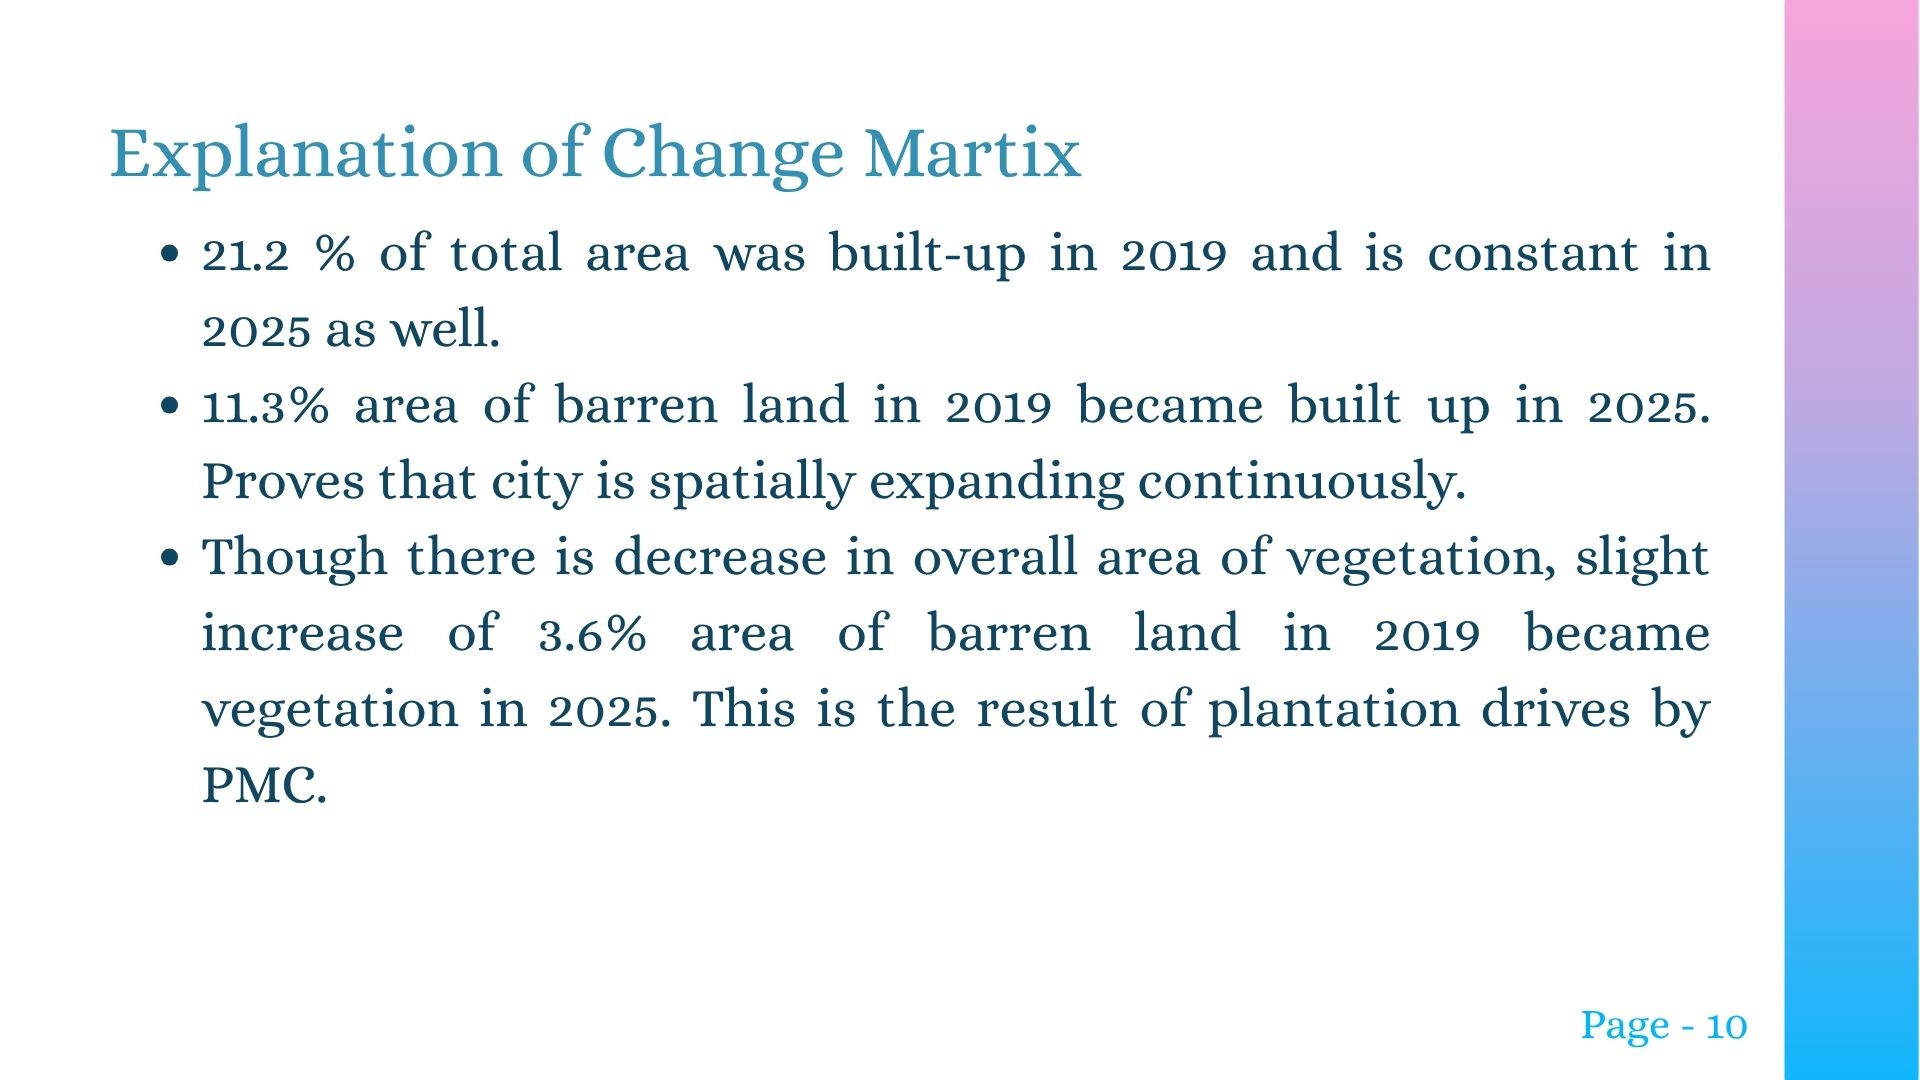 Explanation of Change Martix
• 21.2 % of total area was built-up in 2019 and is constant in
2025 as well.
• 11.3% area of barren land in 2019 became built up in 2025.
Proves that city is spatially expanding continuously.
• Though there is decrease in overall area of vegetation, slight
increase of 3.6% area of barren land in 2019 became
vegetation in 2025. This is the result of plantation drives by
PMC.
Page - 10